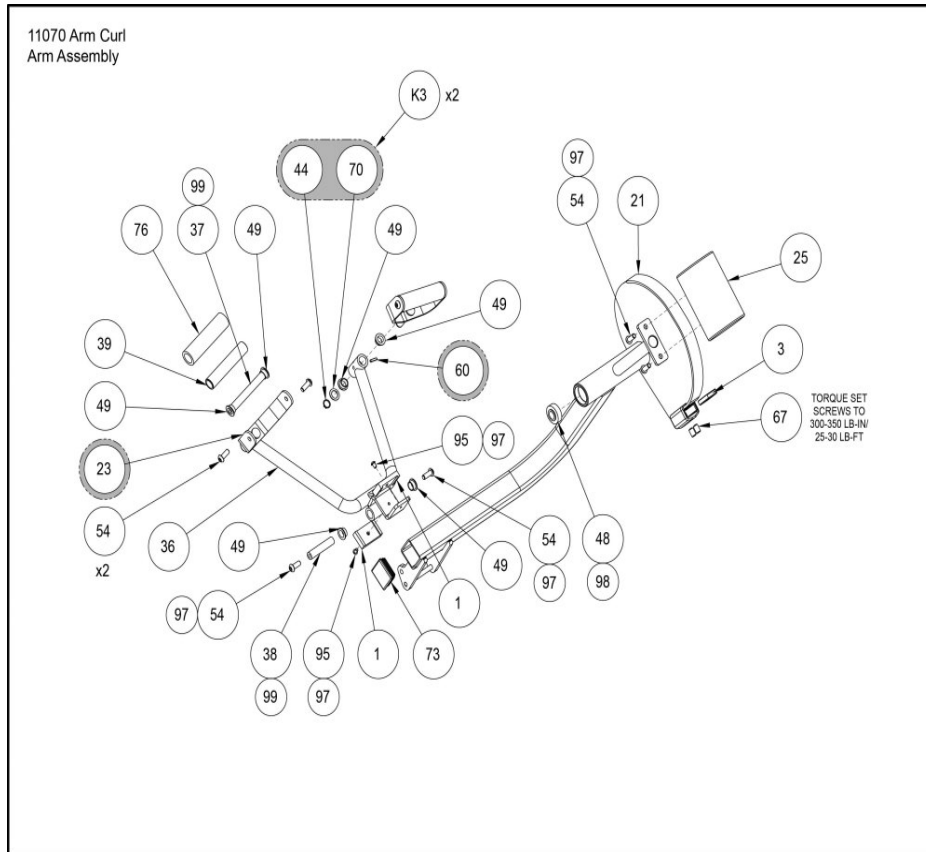 11070 Arm Curl
Arm Assembly
K3 x2
44 70
97
99
54 21
76 37 49 49
25
49
39
3
60
49
67
TORQUE SET
SCREWS TO
300-350 LB-IN/
25-30 LB-FT
95 97
23
54 36 49 49 54 48
x2
97 98
97 54
1
38 95 1 73
99 97